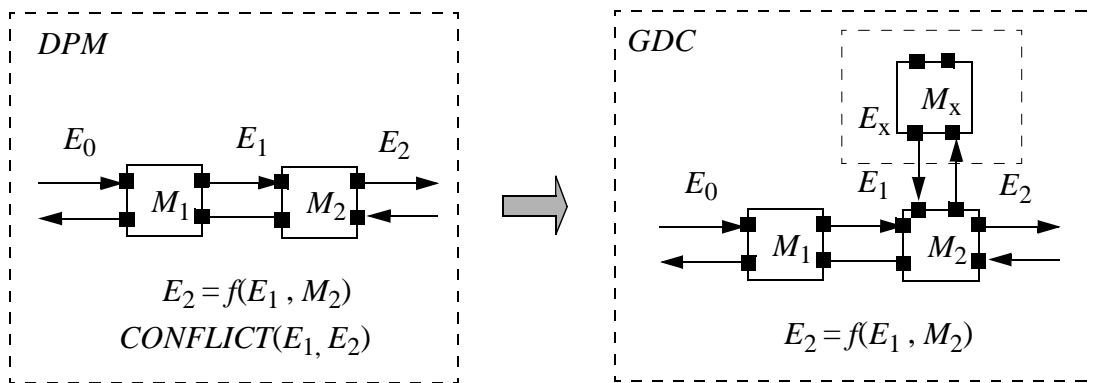 DPM
E0 E1 E2
M1 M2
E2 = f(E1 , M2)
CONFLICT(E1, E2)
GDC
Mx
Ex
E0 E1 E2
M1 M2
E2 = f(E1 , M2)